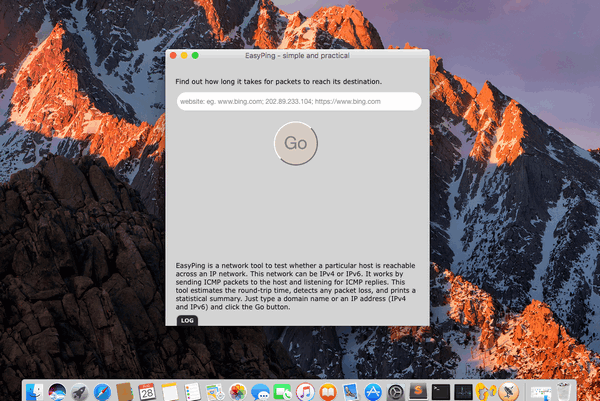 EasyPing - simple and practical
Find out how long it takes for packets to reach its destination.
website: eg. www.bing.com; 202.89.233.104; https://www.bing.com
Go
EasyPing is a network tool to test whether a particular host is reachable
across an IP network. This network can be IPv4 or IPv6. It works by
sending ICMP packets to the host and listening for ICMP replies. This
tool estimates the round-trip time, detects any packet loss, and prints a
statistical summary. Just type a domain name or an IP address (IPv4
and IPv6) and click the Go button.
LOG
28